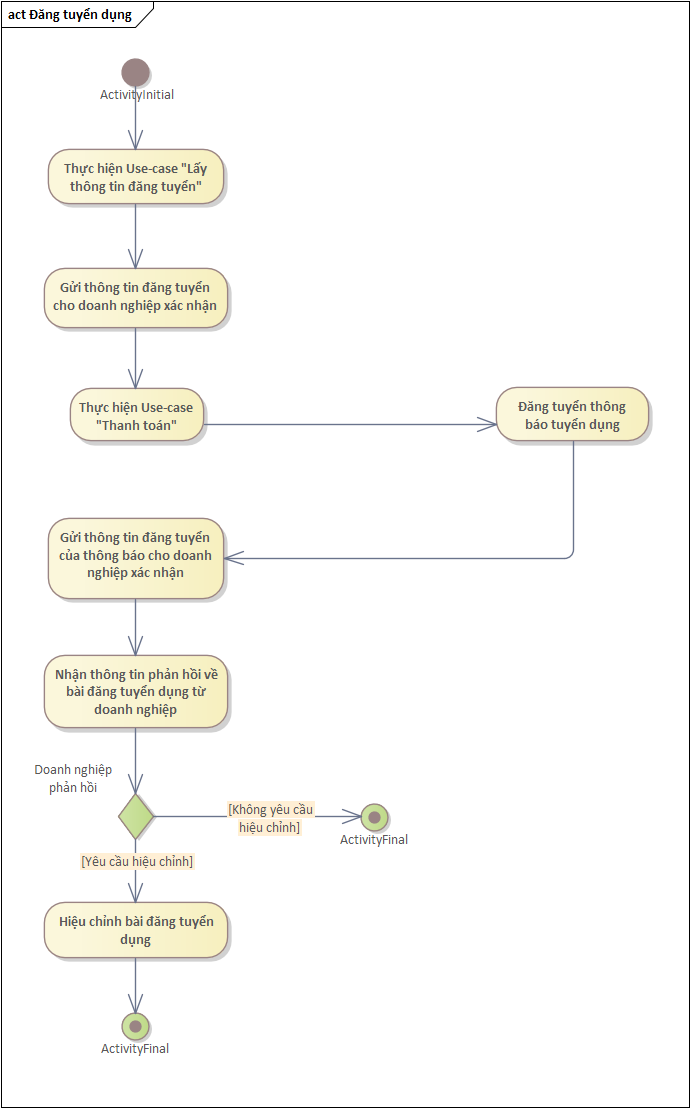 act Đăng tuyển dụng
ActivityInitial
Thực hiện Use-case "Lấy
thông tin đăng tuyển"
Gửi thông tin đăng tuyển
cho doanh nghiệp xác nhận
Thực hiện Use-case
"Thanh toán"
Đăng tuyển thông
báo tuyển dụng
Gửi thông tin đăng tuyển
của thông báo cho doanh
nghiệp xác nhận
Nhận thông tin phản hồi về
bài đăng tuyển dụng từ
doanh nghiệp
Doanh nghiệp
phản hồi
[Không yêu cầu
hiệu chỉnh]
ActivityFinal
[Yêu cầu hiệu chỉnh]
Hiệu chỉnh bài đăng tuyển
dụng
ActivityFinal